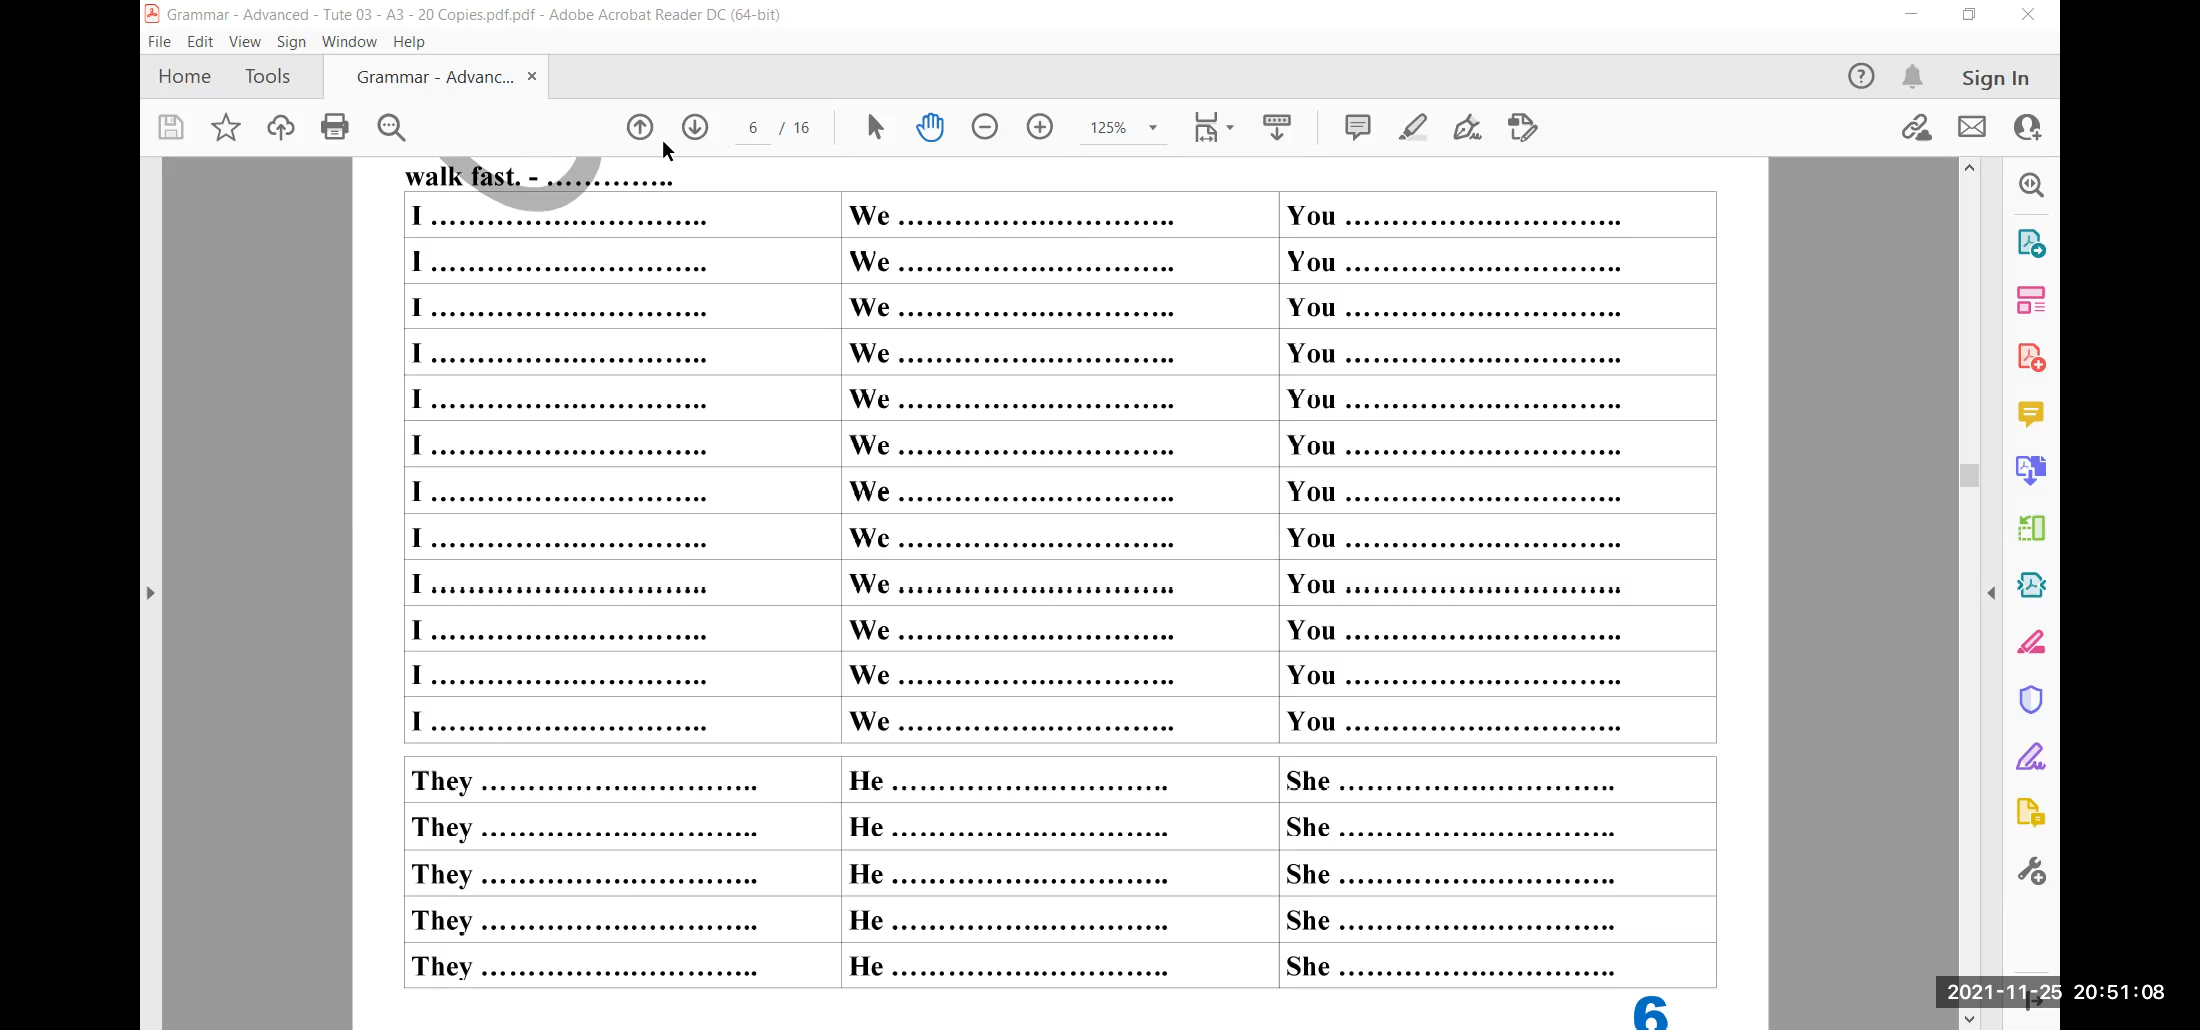 Grammar - Advanced - Tute 03 - A3 - 20 Copies.pdf.pdf - Adobe Acrobat Reader DC (64-bit)
File Edit View Sign Window Help
Home Tools Grammar - Advanc... ×
Sign In
6 / 16 125%
walk fast. - …………..
I …………….………….. We …………….………….. You …………….…………..
I …………….………….. We …………….………….. You …………….…………..
I …………….………….. We …………….………….. You …………….…………..
I …………….………….. We …………….………….. You …………….…………..
I …………….………….. We …………….………….. You …………….…………..
I …………….………….. We …………….………….. You …………….…………..
I …………….………….. We …………….………….. You …………….…………..
I …………….………….. We …………….………….. You …………….…………..
I …………….………….. We …………….………….. You …………….…………..
I …………….………….. We …………….………….. You …………….…………..
I …………….………….. We …………….………….. You …………….…………..
I …………….………….. We …………….………….. You …………….…………..
They …………….………….. He …………….………….. She …………….…………..
They …………….………….. He …………….………….. She …………….…………..
They …………….………….. He …………….………….. She …………….…………..
They …………….………….. He …………….………….. She …………….…………..
They …………….………….. He …………….………….. She …………….…………..
2021-11-25 20:51:08
6